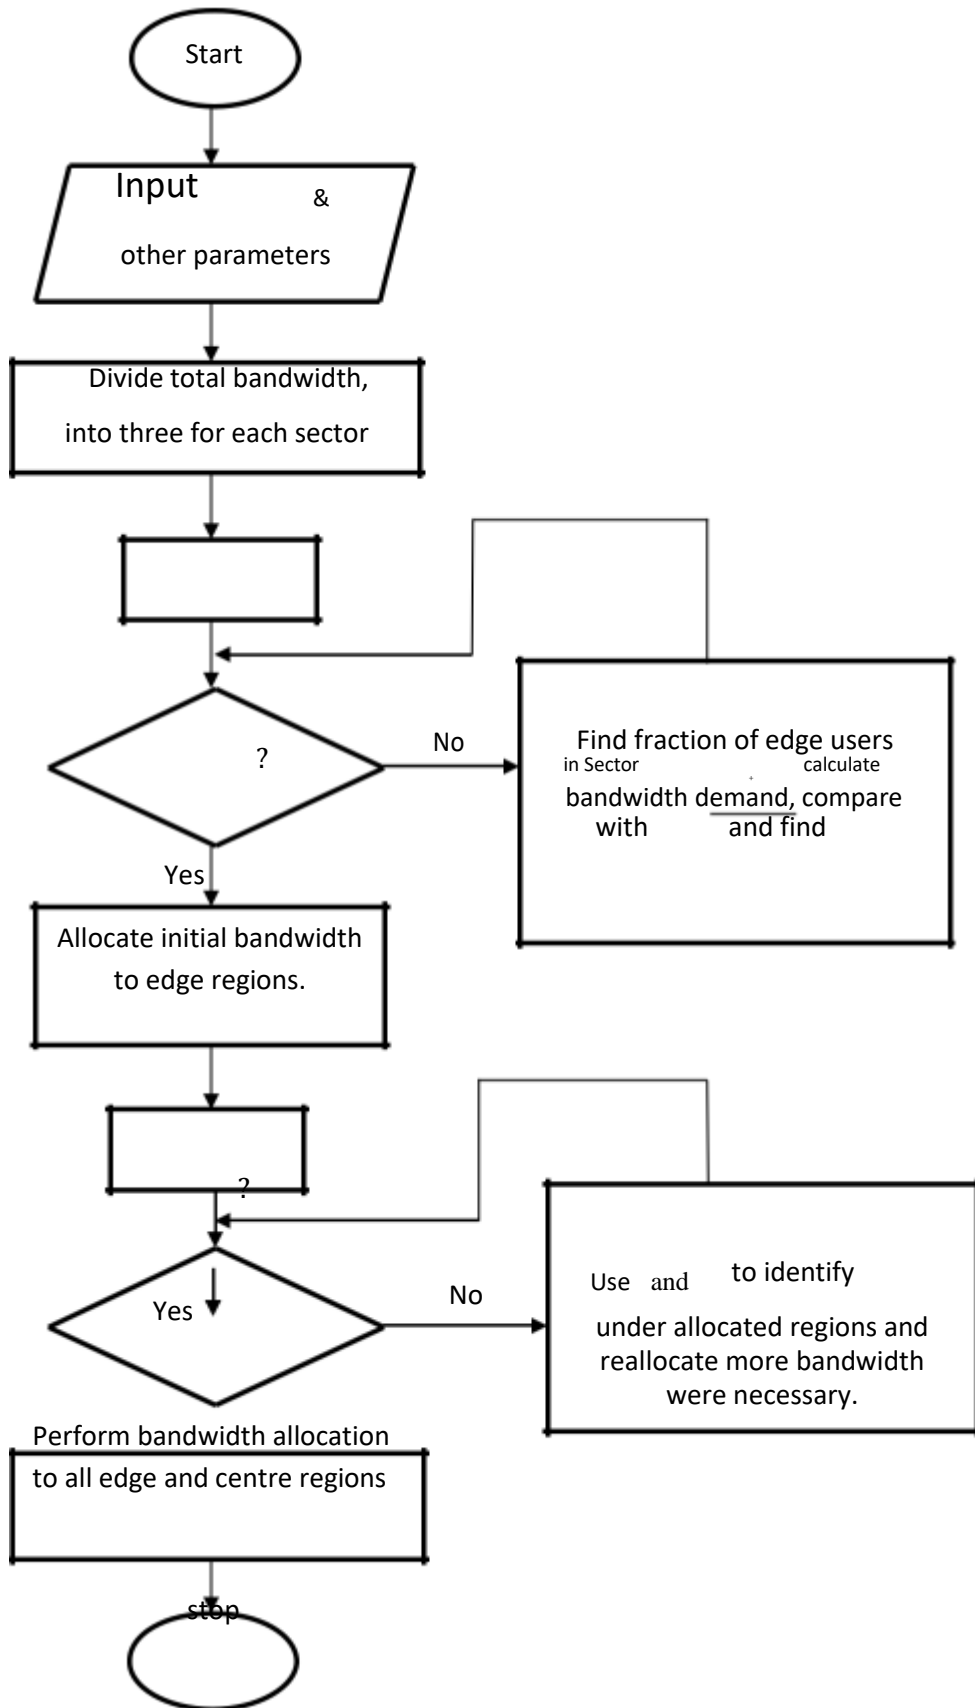 Start
Input &
other parameters
Divide total bandwidth,
into three for each sector
?
No
Find fraction of edge users
in Sector calculate
bandwidth demand, compare
with and find
Yes
Allocate initial bandwidth
to edge regions.
?
Yes
No
Use and to identify
under allocated regions and
reallocate more bandwidth
were necessary.
Perform bandwidth allocation
to all edge and centre regions
stop